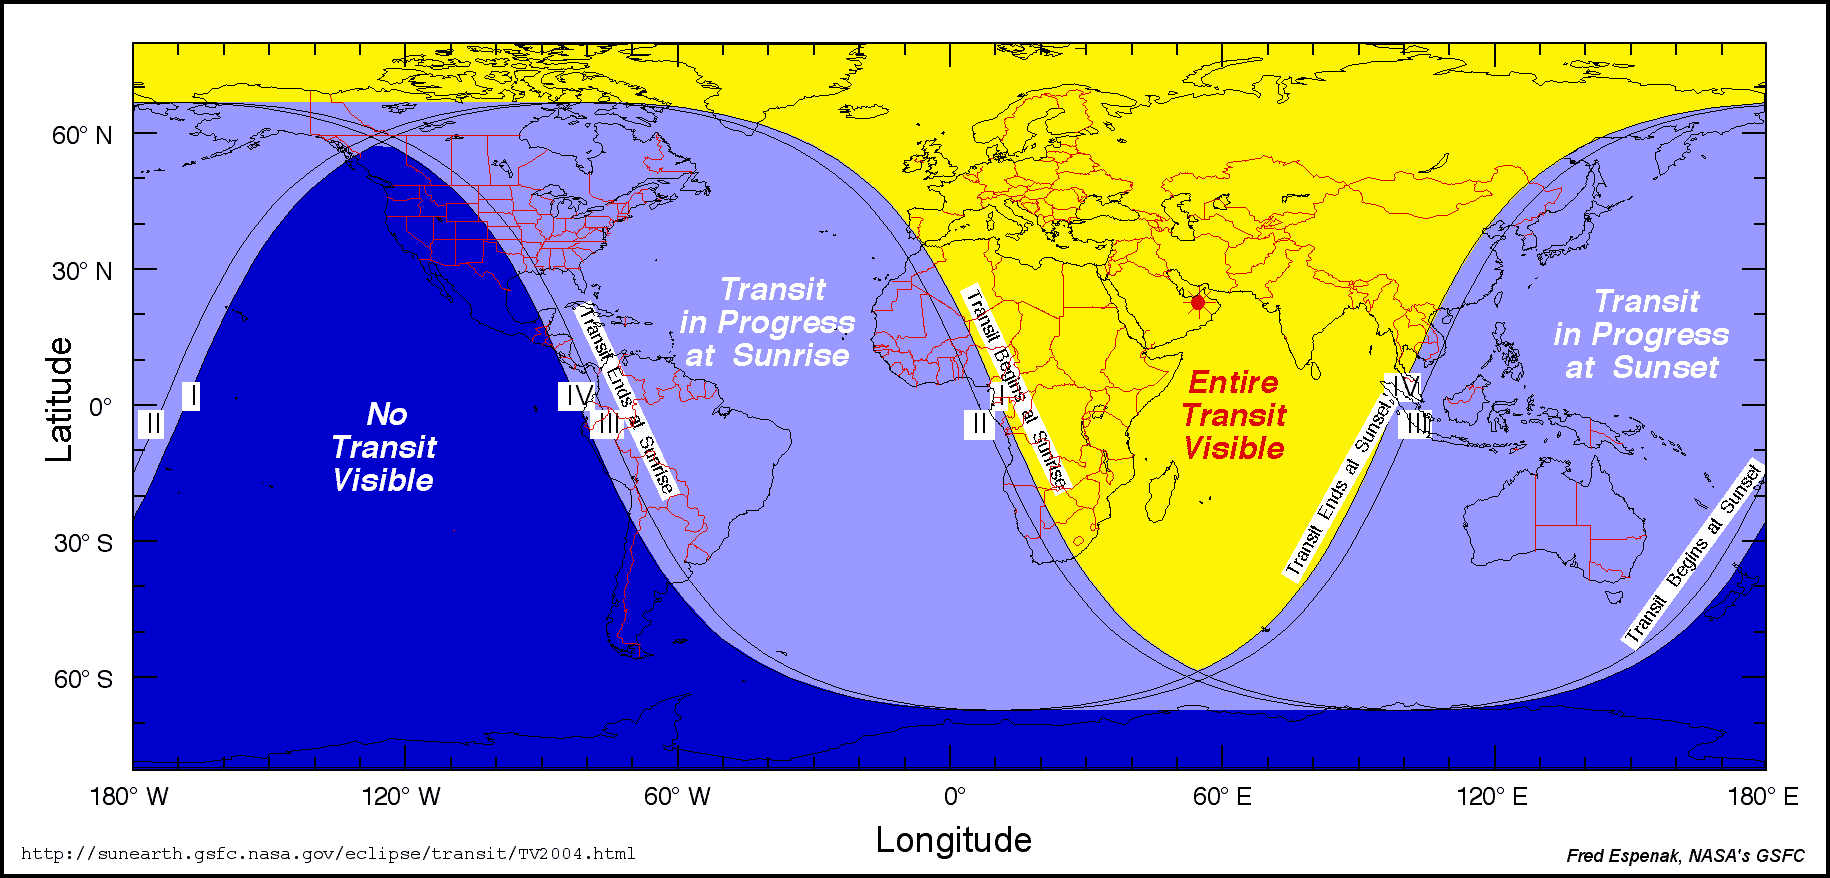 60° N
30° N
0°
30° S
60° S
Latitude
180° W
120° W
60° W
0°
60° E
120° E
180° E
Longitude
No
Transit
Visible
Transit
in Progress
at Sunrise
Entire
Transit
Visible
Transit
in Progress
at Sunset
I
II
IV
III
Transit Ends at Sunrise
I
II
Transit Begins at Sunrise
IV
III
Transit Ends at Sunset
Transit Begins at Sunset
http://sunearth.gsfc.nasa.gov/eclipse/transit/TV2004.html
Fred Espenak, NASA's GSFC